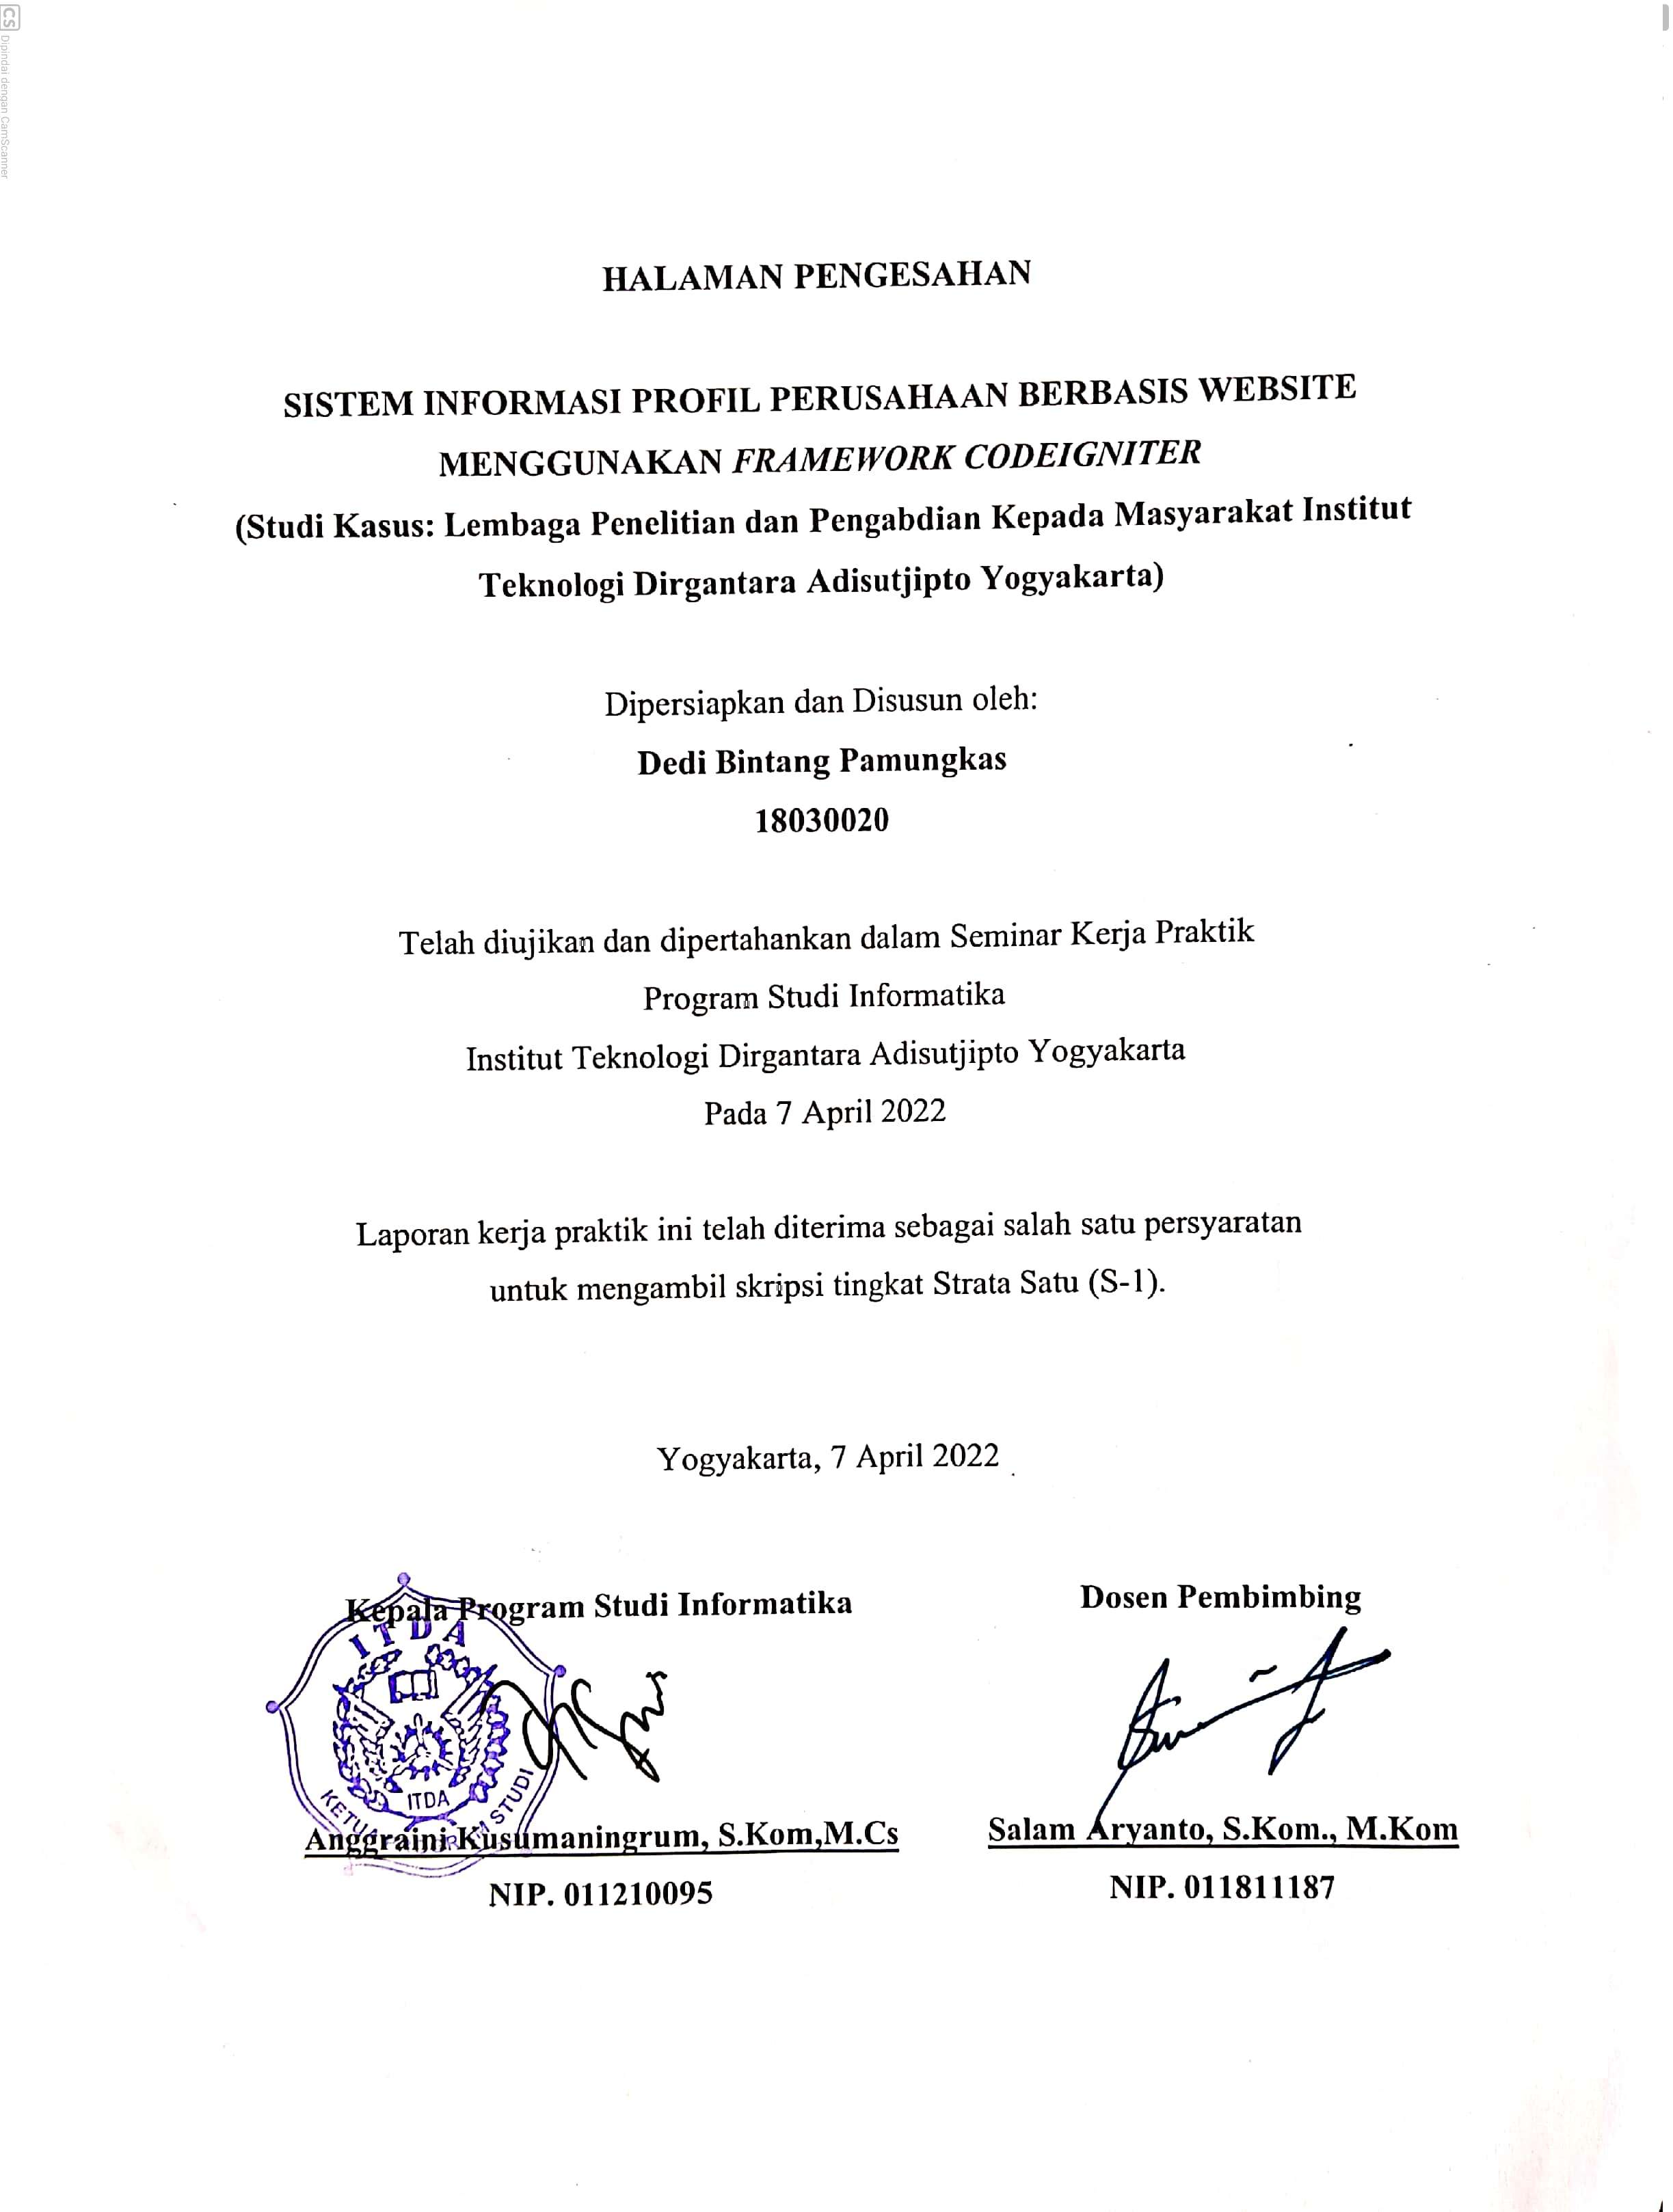 CS Dipindai dengan CamScanner
HALAMAN PENGESAHAN
SISTEM INFORMASI PROFIL PERUSAHAAN BERBASIS WEBSITE
MENGGUNAKAN FRAMEWORK CODEIGNITER
(Studi Kasus: Lembaga Penelitian dan Pengabdian Kepada Masyarakat Institut
Teknologi Dirgantara Adisutjipto Yogyakarta)
Dipersiapkan dan Disusun oleh:
Dedi Bintang Pamungkas
18030020
Telah diujikan dan dipertahankan dalam Seminar Kerja Praktik
Program Studi Informatika
Institut Teknologi Dirgantara Adisutjipto Yogyakarta
Pada 7 April 2022
Laporan kerja praktik ini telah diterima sebagai salah satu persyaratan
untuk mengambil skripsi tingkat Strata Satu (S-1).
Yogyakarta, 7 April 2022
Kepala Program Studi Informatika
ITDA
ITDA
KETUA STUDI
Anggraini Kusumaningrum, S.Kom,M.Cs
NIP. 011210095
Dosen Pembimbing
Salam Aryanto, S.Kom., M.Kom
NIP. 011811187